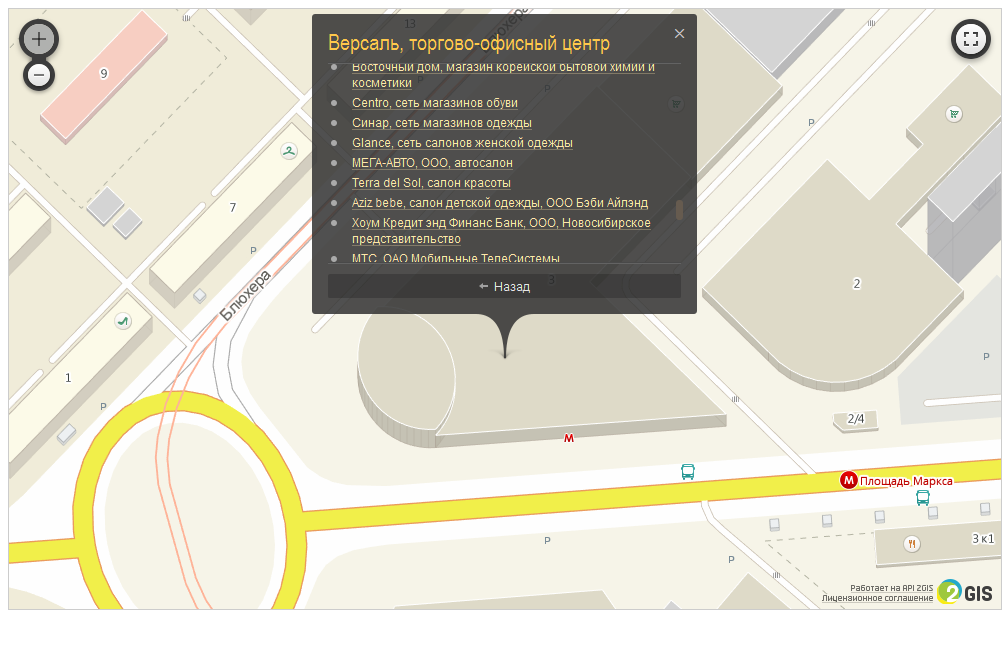 Версаль, торгово-офисный центр
×
Восточный дом, магазин корейской бытовой химии и
косметики
Centro, сеть магазинов обуви
Синар, сеть магазинов одежды
Glance, сеть салонов женской одежды
МЕГА-АВТО, ООО, автосалон
Terra del Sol, салон красоты
Aziz bebe, салон детской одежды, ООО Бэби Айлэнд
Хоум Кредит энд Финанс Банк, ООО, Новосибирское
представительство
МТС, ОАО Мобильные ТелеСистемы
← Назад
13
Блюхера
9
P
P
7
P
3
Блюхера
2
P
1
P
2/4
М
М Площадь Маркса
P
P
3 к1
Работает на API 2GIS
Лицензионное соглашение
2GIS